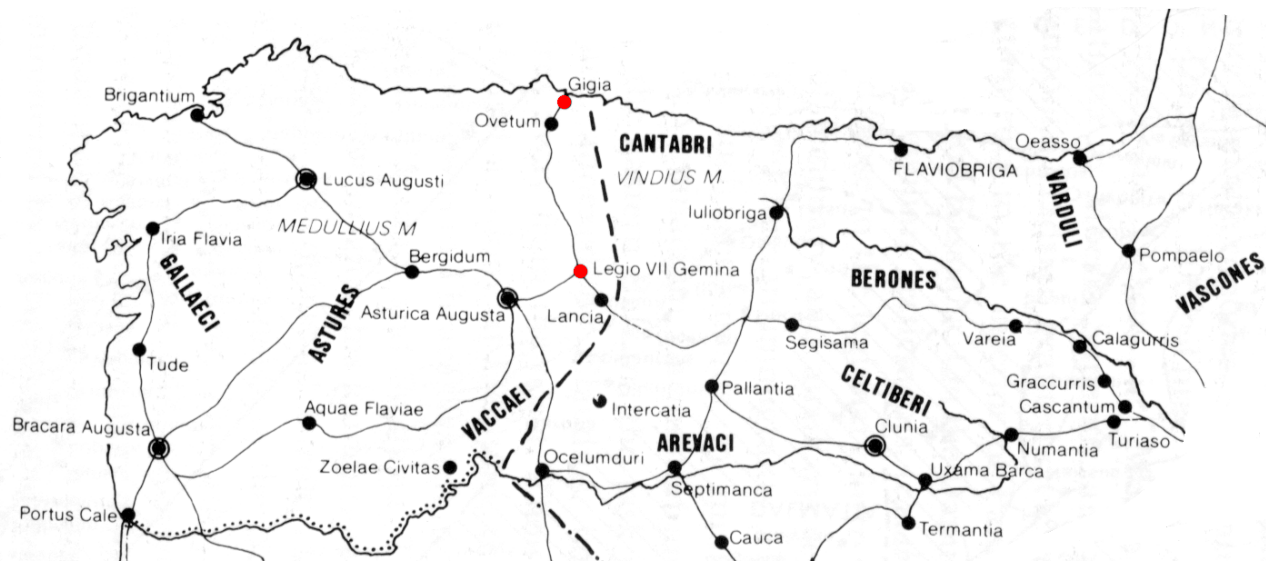 Gigia
Brigantium
Ovetum
CANTABRI
Oeasso
FLAVIOBRIGA
VINDIUS M.
Lucus Augusti
VARDULI
Iuliobriga
MEDULLIUS M
Iria Flavia
Pompaelo
GALLAECI
Bergidum
Legio VII Gemina
BERONES
VASCONES
ASTURES
Asturica Augusta
Lancia
Segisama
Vareia
Calagurris
Tude
Pallantia
Graccurris
CELTIBERI
Aquae Flaviae
VACCAEI
Intercatia
Cascantum
Bracara Augusta
Clunia
Turiaso
AREVACI
Numantia
Zoelae Civitas
Ocelumduri
Uxama Barca
Septimanca
Portus Cale
Termantia
Cauca